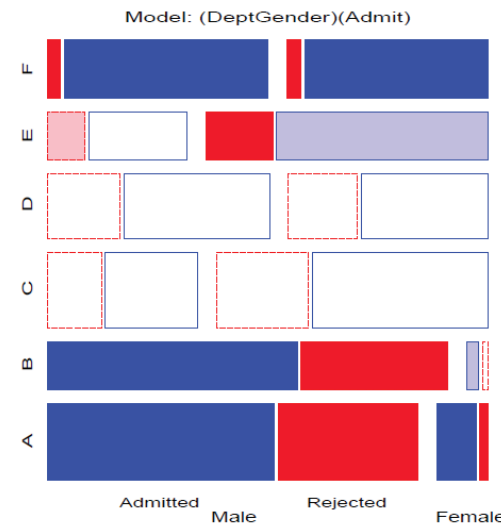 Model: (DeptGender)(Admit)
F
E
D
C
B
A
Admitted Rejected
Male Female